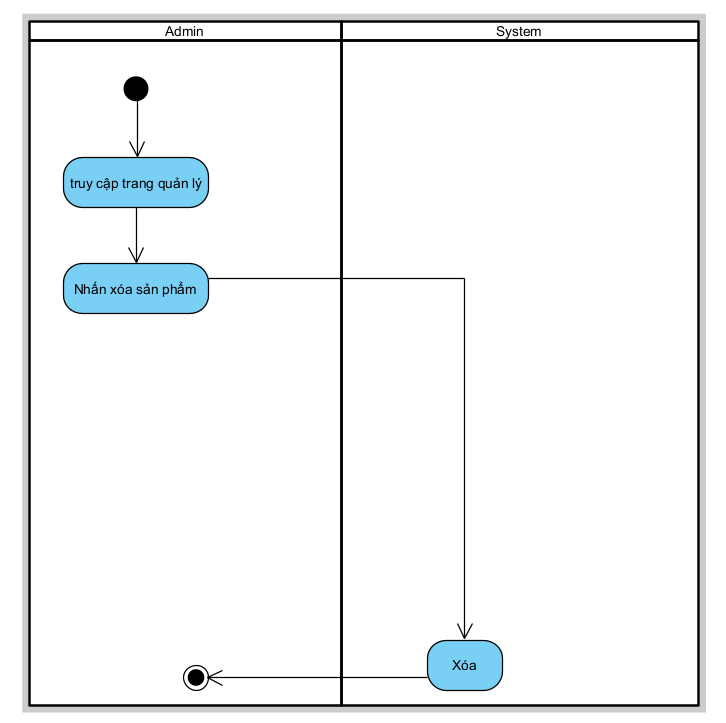 Admin
System
truy cập trang quản lý
Nhấn xóa sản phẩm
Xóa